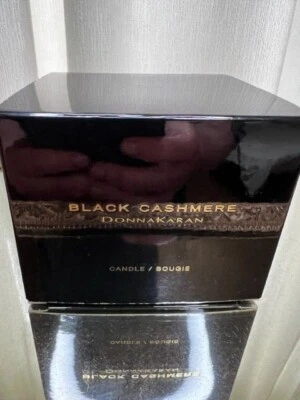 BLACK CASHMERE
DONNAKARAN
CANDLE / BOUGIE